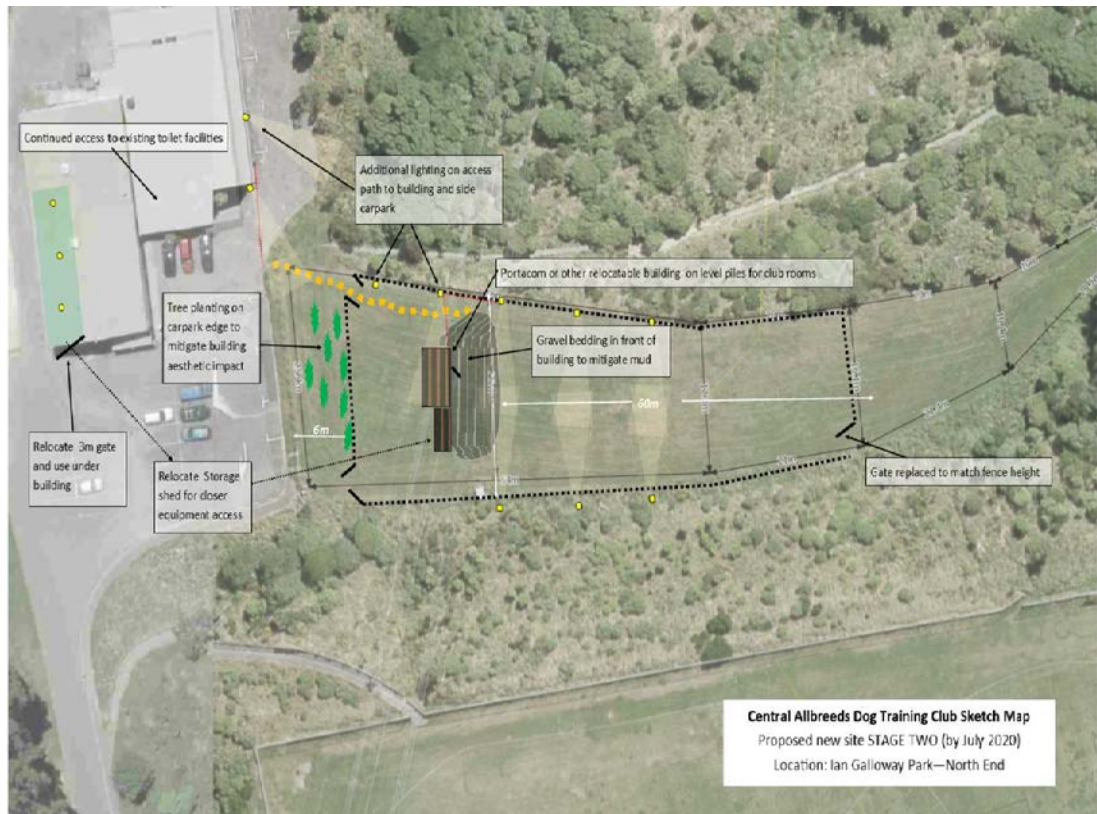 Continued access to existing toilet facilities
Additional lighting on access
path to building and side
carpark
Portacom or other relocatable building on level piles for club rooms
Tree planting on
carpark edge to
mitigate building
aesthetic impact
Gravel bedding in front of
building to mitigate mud
60m
6m
Relocate 3m gate
and use under
building
Relocate Storage
shed for closer
equipment access
Gate replaced to match fence height
Central Allbreeds Dog Training Club Sketch Map
Proposed new site STAGE TWO (by July 2020)
Location: Ian Galloway Park—North End